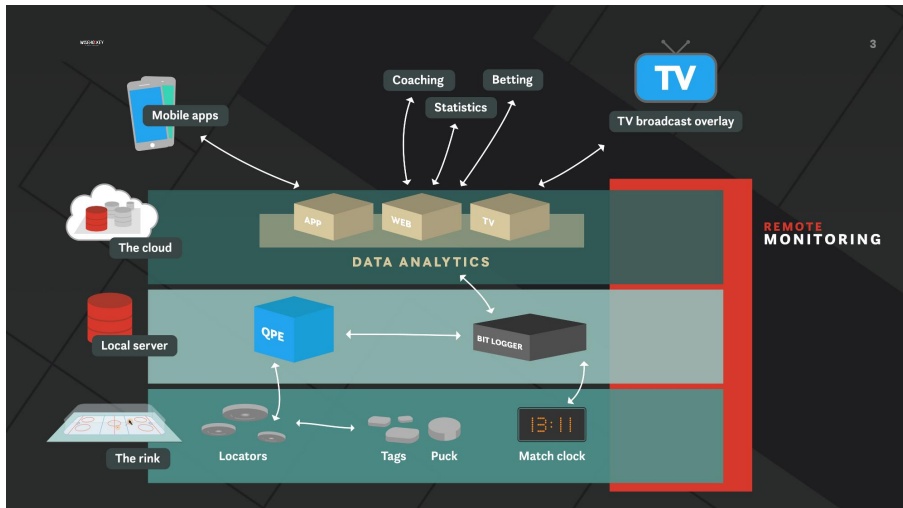 WISEHOCKEY
3
Coaching
Betting
Statistics
Mobile apps
TV
TV broadcast overlay
APP
WEB
TV
The cloud
DATA ANALYTICS
REMOTE
MONITORING
QPE
BIT LOGGER
Local server
13:11
The rink
Locators
Tags
Puck
Match clock